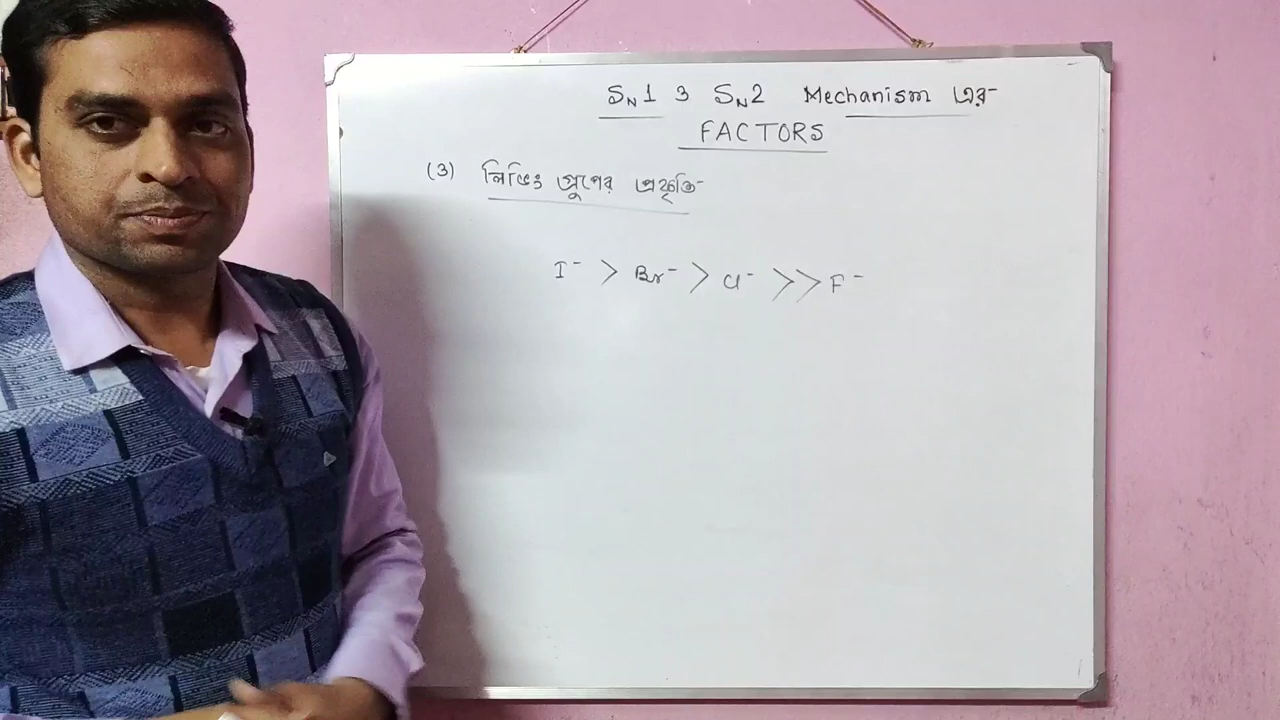 SN1 ও SN2 Mechanism এর
FACTORS
(3) লিভিং গ্রুপের প্রকৃতি
I⁻ > Br⁻ > Cl⁻ >> F⁻